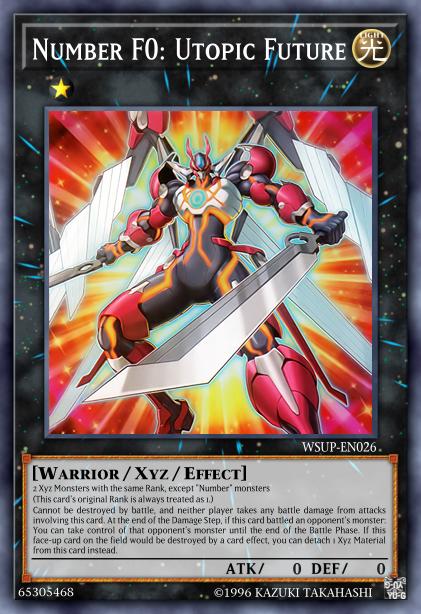 NUMBER F0: UTOPIC FUTURE
LIGHT
光
WSUP-EN026
[WARRIOR / XYZ / EFFECT]
2 Xyz Monsters with the same Rank, except "Number" monsters
(This card's original Rank is always treated as 1.)
Cannot be destroyed by battle, and neither player takes any battle damage from attacks
involving this card. At the end of the Damage Step, if this card battled an opponent's monster:
You can take control of that opponent's monster until the end of the Battle Phase. If this
face-up card on the field would be destroyed by a card effect, you can detach 1 Xyz Material
from this card instead.
ATK/ 0 DEF/ 0
65305468
©1996 KAZUKI TAKAHASHI